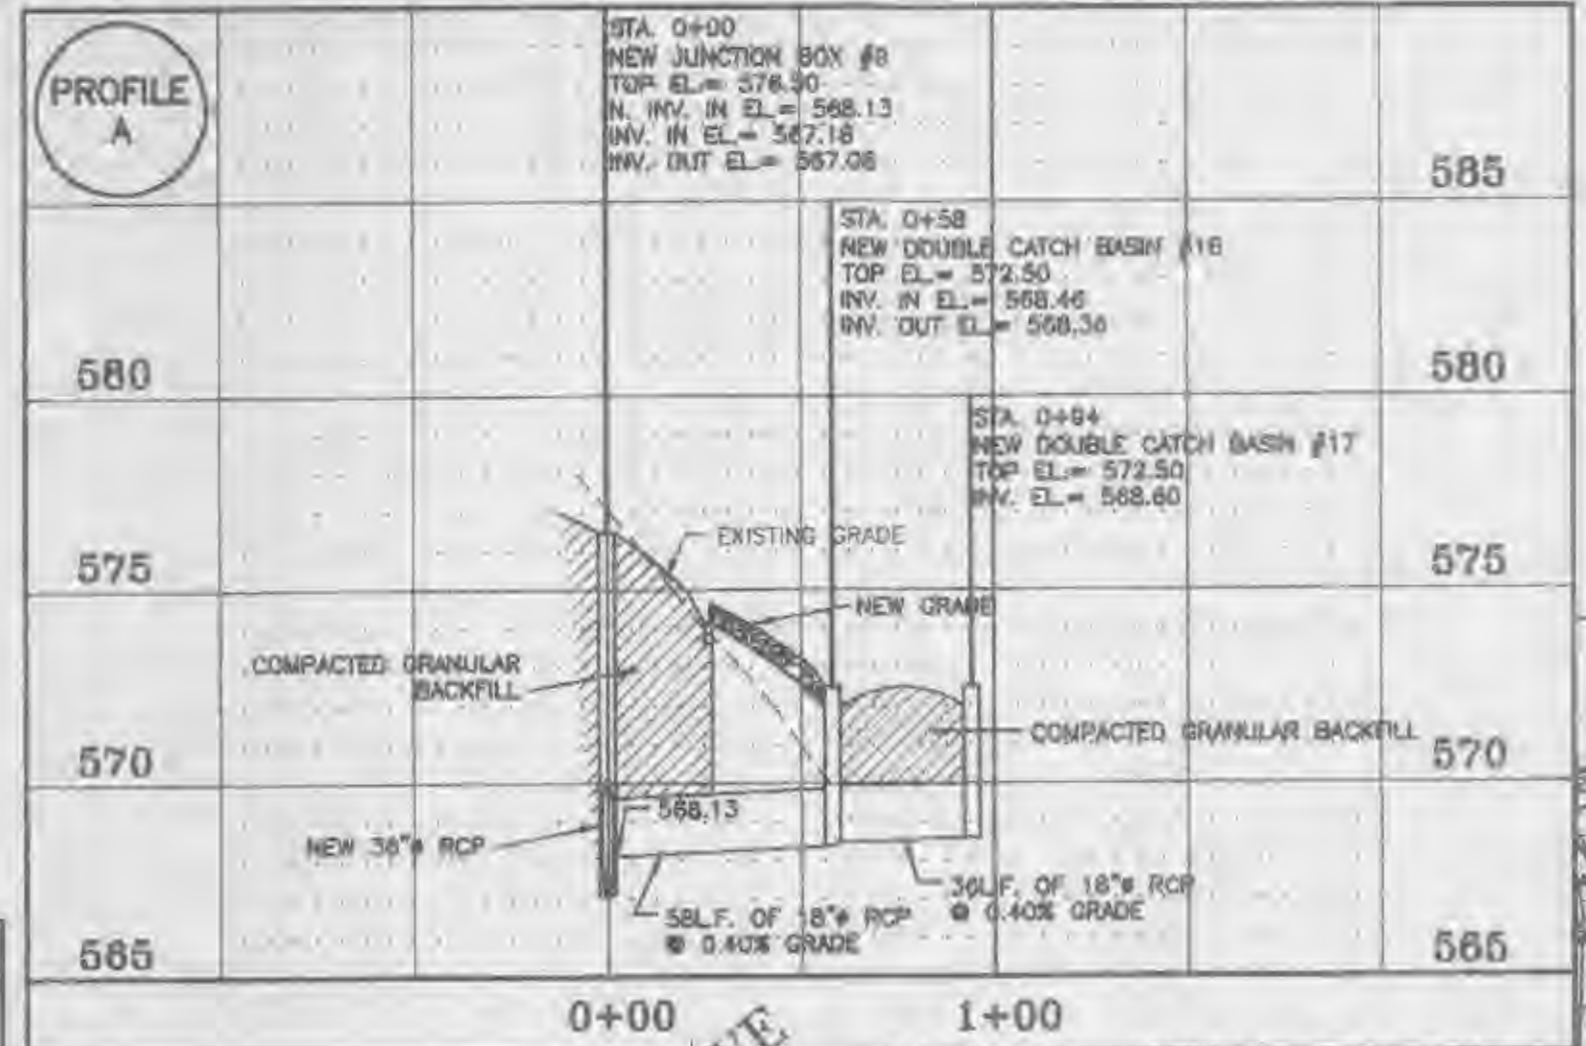 PROFILE
A
STA. 0+00
NEW JUNCTION BOX #8
TOP EL.= 576.50
N. INV. IN EL.= 568.13
INV. IN EL.= 567.18
INV. OUT EL.= 567.08
585
STA. 0+58
NEW DOUBLE CATCH BASIN #16
TOP EL.= 572.50
INV. IN EL.= 568.46
INV. OUT EL.= 568.36
580
580
STA. 0+94
NEW DOUBLE CATCH BASIN #17
TOP EL.= 572.50
INV. EL.= 568.60
EXISTING GRADE
575
575
NEW GRADE
COMPACTED GRANULAR
BACKFILL
COMPACTED GRANULAR BACKFILL
570
570
568.13
NEW 36"ø RCP
36L.F. OF 18"ø RCP
@ 0.40% GRADE
58L.F. OF 18"ø RCP
@ 0.40% GRADE
565
565
0+00
1+00